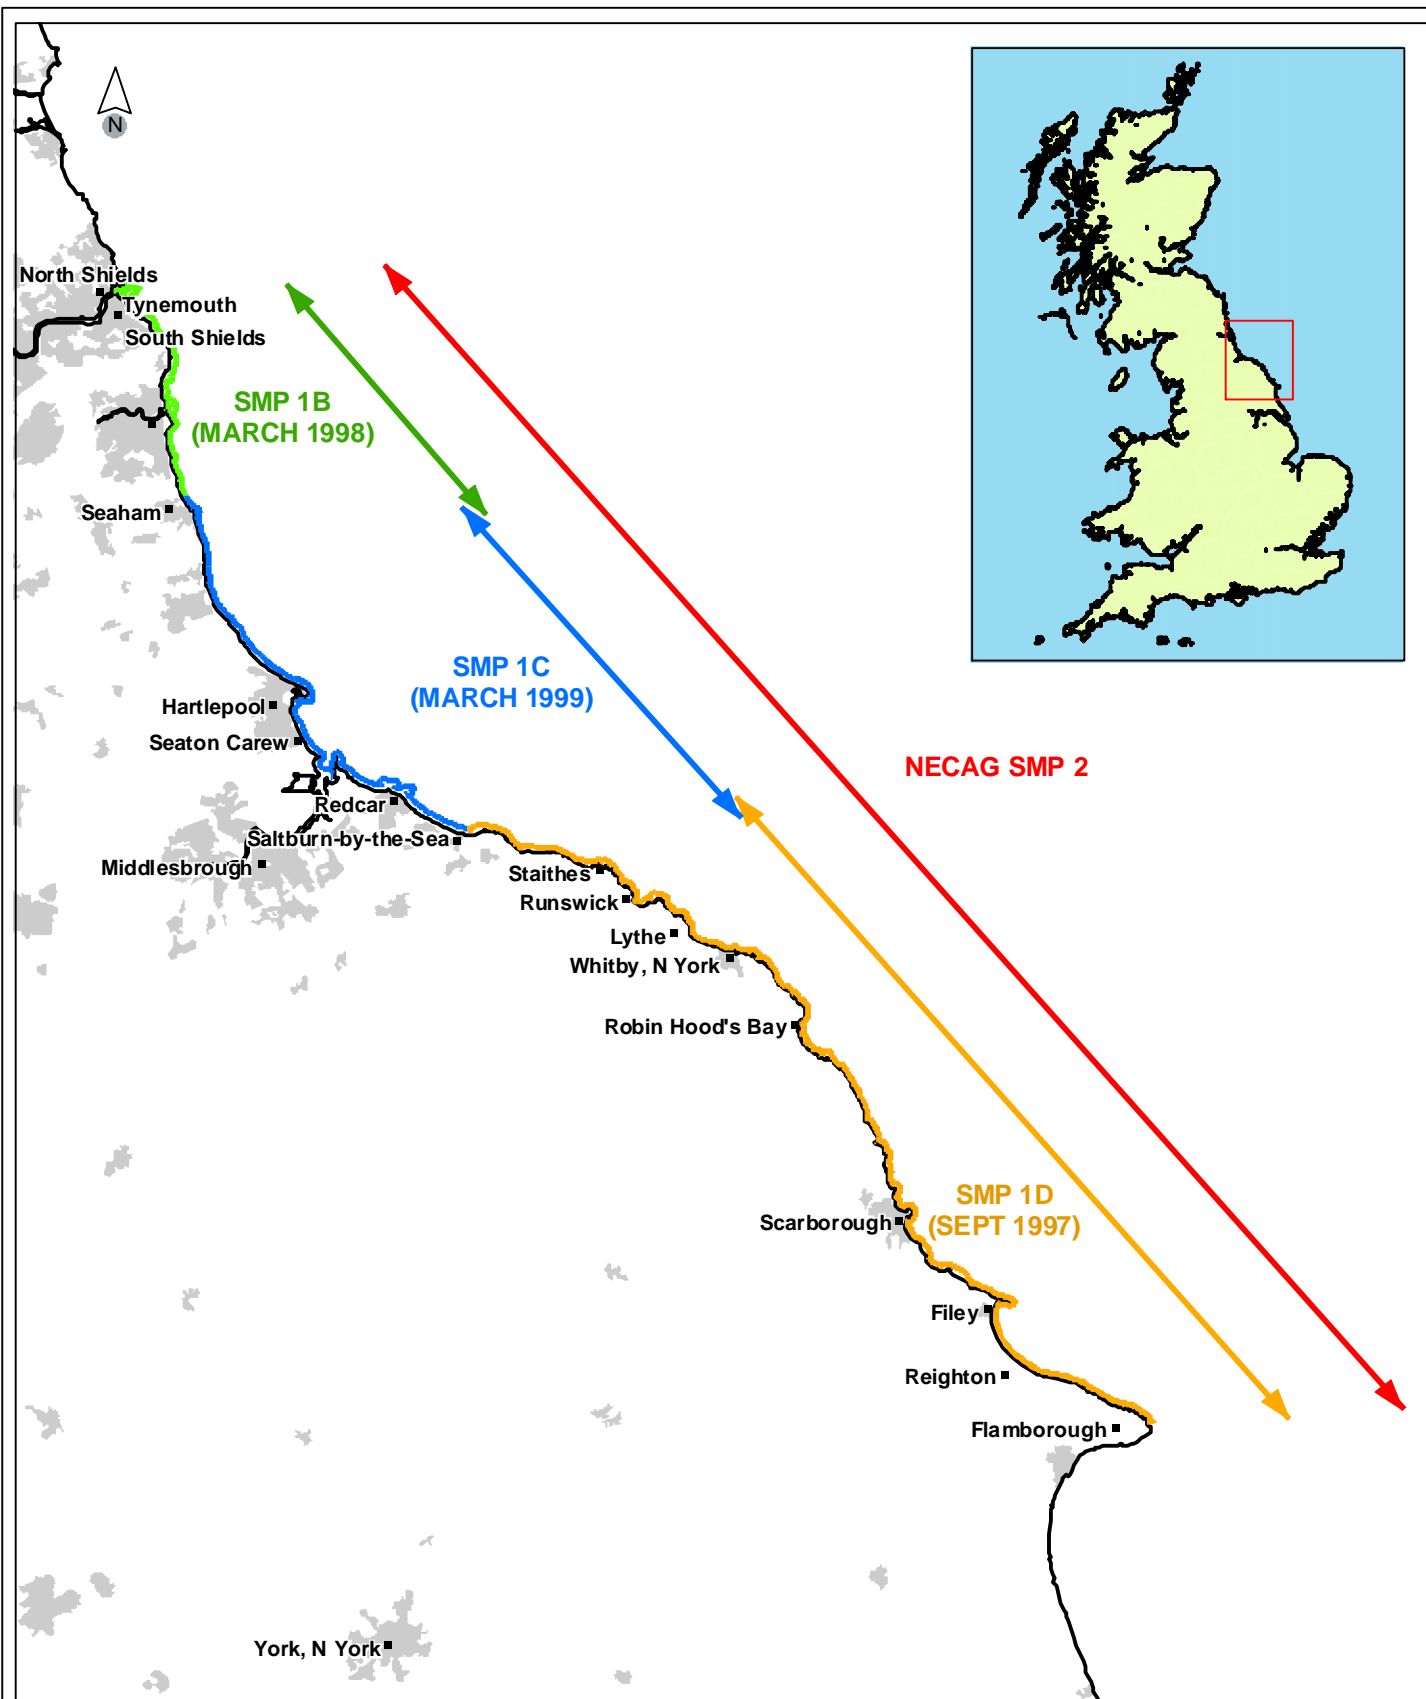 N
North Shields
Tynemouth
South Shields
SMP 1B
(MARCH 1998)
Seaham
SMP 1C
(MARCH 1999)
Hartlepool
Seaton Carew
NECAG SMP 2
Redcar
Saltburn-by-the-Sea
Middlesbrough
Staithes
Runswick
Lythe
Whitby, N York
Robin Hood's Bay
SMP 1D
(SEPT 1997)
Scarborough
Filey
Reighton
Flamborough
York, N York